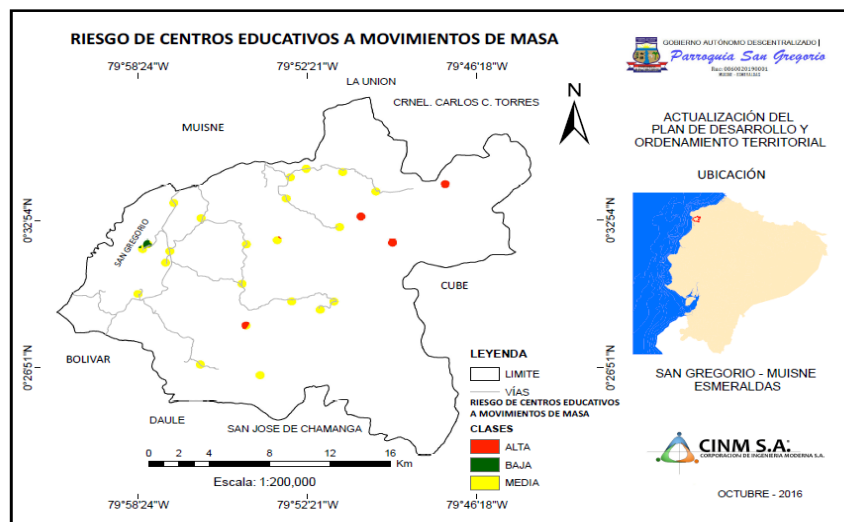 RIESGO DE CENTROS EDUCATIVOS A MOVIMIENTOS DE MASA
79°58'24"W
79°52'21"W
79°46'18"W
LA UNION
CRNEL. CARLOS C. TORRES
MUISNE
N
0°32'54"N
0°32'54"N
SAN GREGORIO
CUBE
BOLIVAR
0°26'51"N
0°26'51"N
DAULE
SAN JOSE DE CHAMANGA
LEYENDA
LIMITE
VÍAS
RIESGO DE CENTROS EDUCATIVOS
A MOVIMIENTOS DE MASA
CLASES
ALTA
BAJA
MEDIA
0 2 4 8 12 16
Km
Escala: 1:200,000
79°58'24"W
79°52'21"W
79°46'18"W
GOBIERNO AUTÓNOMO DESCENTRALIZADO
Parroquia San Gregorio
ACTUALIZACIÓN DEL
PLAN DE DESARROLLO Y
ORDENAMIENTO TERRITORIAL
UBICACIÓN
SAN GREGORIO - MUISNE
ESMERALDAS
CINM S.A.
CORPORACION DE INGENIERIA MODERNA S.A.
OCTUBRE - 2016